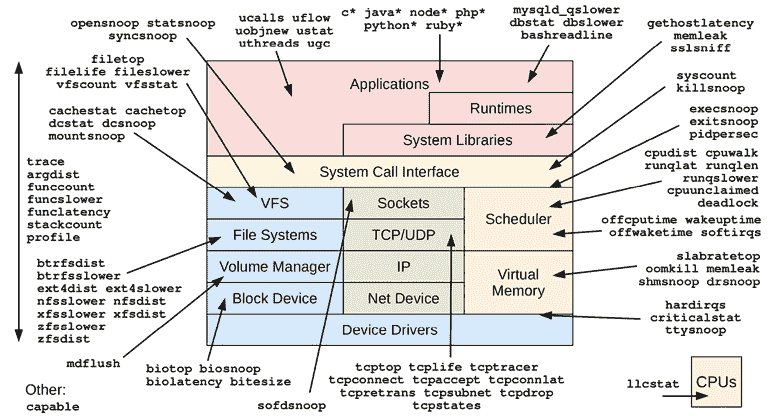 opensnoop statsnoop
syncsnoop
ucalls uflow
uobjnew ustat
uthreads ugc
c* java* node* php*
python* ruby*
mysqld_qslower
dbstat dbslower
bashreadline
gethostlatency
memleak
sslsniff
filetop
filelife fileslower
vfscount vfsstat
syscount
killsnoop
cachestat cachetop
dcstat dcsnoop
mountsnoop
execsnoop
exitsnoop
pidpersec
trace
argdist
funccount
funcslower
funclatency
stackcount
profile
cpudist cpuwalk
runqlat runqlen
runqslower
cpuunclaimed
deadlock
offcputime wakeuptime
offwaketime softirqs
btrfsdist
btrfsslower
ext4dist ext4slower
nfsslower nfsdist
xfsslower xfsdist
zfsslower
zfsdist
slabratetop
oomkill memleak
shmsnoop drsnoop
hardirqs
criticalstat
ttysnoop
Applications
Runtimes
System Libraries
System Call Interface
VFS
Sockets
Scheduler
File Systems
TCP/UDP
Volume Manager
IP
Virtual
Memory
Block Device
Net Device
Device Drivers
mdflush
biotop biosnoop
biolatency bitesize
sofdsnoop
tcptop tcplife tcptracer
tcpconnect tcpaccept tcpconnlat
tcpretrans tcpsubnet tcpdrop
tcpstates
Other:
capable
llcstat
CPUs